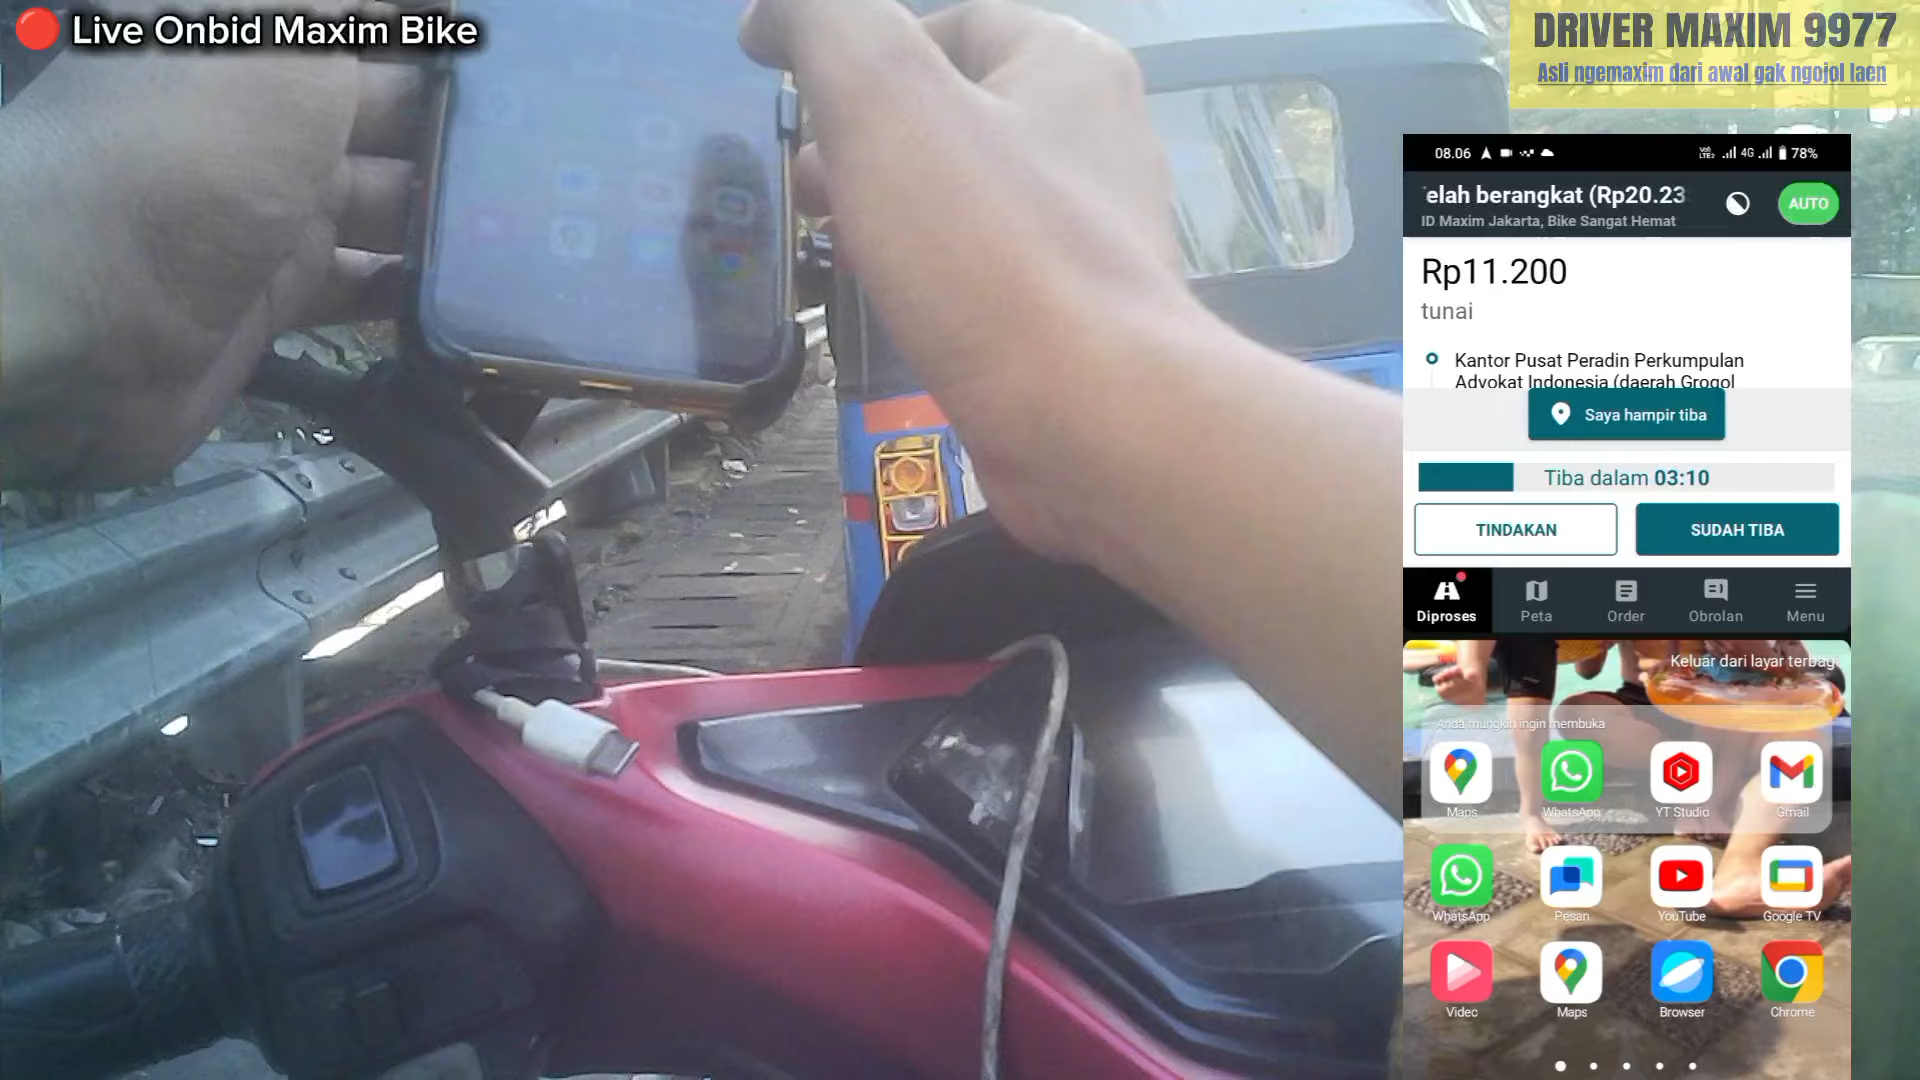 🔴 Live Onbid Maxim Bike
DRIVER MAXIM 9977
Asli ngemaxim dari awal gak ngojol laen
08.06
4G
78%
elah berangkat (Rp20.23
AUTO
ID Maxim Jakarta, Bike Sangat Hemat
Rp11.200
tunai
Kantor Pusat Peradin Perkumpulan
Advokat Indonesia (daerah Grogol
Saya hampir tiba
Tiba dalam 03:10
TINDAKAN
SUDAH TIBA
Diproses
Peta
Order
Obrolan
Menu
Keluar dari layar terbagi
Anda mungkin ingin membuka
Maps
WhatsApp
YT Studio
Gmail
WhatsApp
Pesan
YouTube
Google TV
Video
Maps
Browser
Chrome